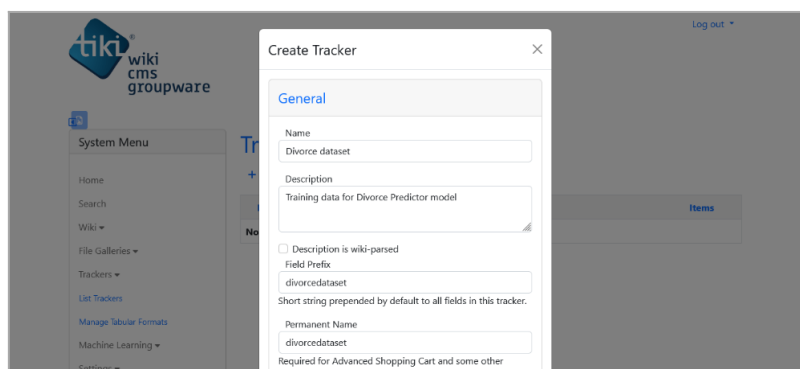 Log out
tiki®
wiki
cms
groupware
Create Tracker
General
System Menu
Name
Tr
Divorce dataset
+
Home
Description
Training data for Divorce Predictor model
Search
Items
Wiki
No
File Galleries
Description is wiki-parsed
Field Prefix
Trackers
divorcedataset
List Trackers
Short string prepended by default to all fields in this tracker.
Manage Tabular Formats
Permanent Name
Machine Learning
divorcedataset
Required for Advanced Shopping Cart and some other
Settings